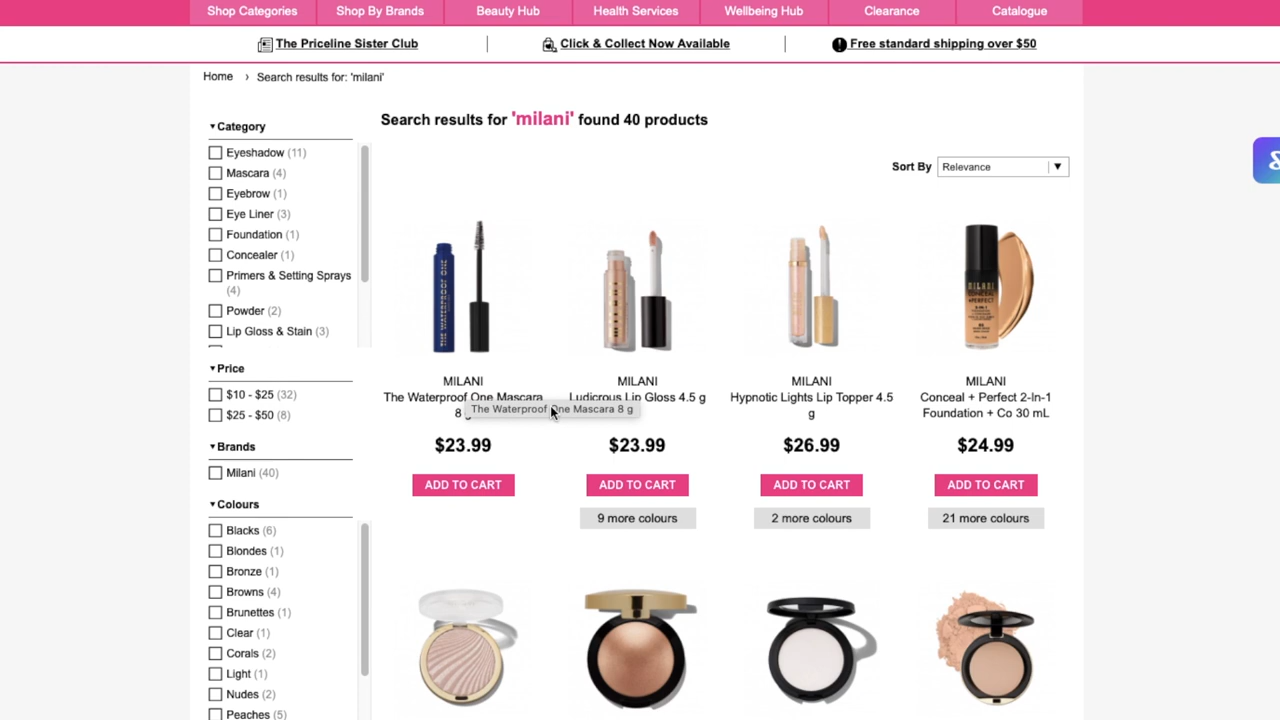 Shop Categories
Shop By Brands
Beauty Hub
Health Services
Wellbeing Hub
Clearance
Catalogue
The Priceline Sister Club
Click & Collect Now Available
Free standard shipping over $50
Home › Search results for: 'milani'
▾Category
Eyeshadow (11)
Mascara (4)
Eyebrow (1)
Eye Liner (3)
Foundation (1)
Concealer (1)
Primers & Setting Sprays
(4)
Powder (2)
Lip Gloss & Stain (3)
▾Price
$10 - $25 (32)
$25 - $50 (8)
▾Brands
Milani (40)
▾Colours
Blacks (6)
Blondes (1)
Bronze (1)
Browns (4)
Brunettes (1)
Clear (1)
Corals (2)
Light (1)
Nudes (2)
Peaches (5)
Search results for 'milani' found 40 products
Sort By Relevance ▼
THE WATERPROOF ONE
MILANI
The Waterproof One Mascara
8
The Waterproof One Mascara 8 g
$23.99
ADD TO CART
MILANI
Ludicrous Lip Gloss 4.5 g
$23.99
ADD TO CART
9 more colours
MILANI
Hypnotic Lights Lip Topper 4.5
g
$26.99
ADD TO CART
2 more colours
MILANI
CONCEAL
+PERFECT
MILANI
Conceal + Perfect 2-In-1
Foundation + Co 30 mL
$24.99
ADD TO CART
21 more colours